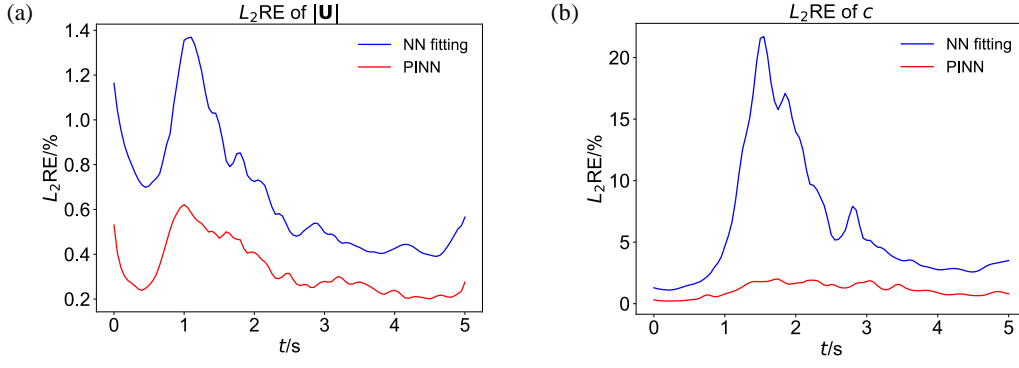 (a)
L₂RE of |U|
NN fitting
PINN
1.4
1.2
1.0
0.8
0.6
0.4
0.2
L₂RE/%
0 1 2 3 4 5
t/s
(b)
L₂RE of c
NN fitting
PINN
20
15
10
5
0
L₂RE/%
0 1 2 3 4 5
t/s